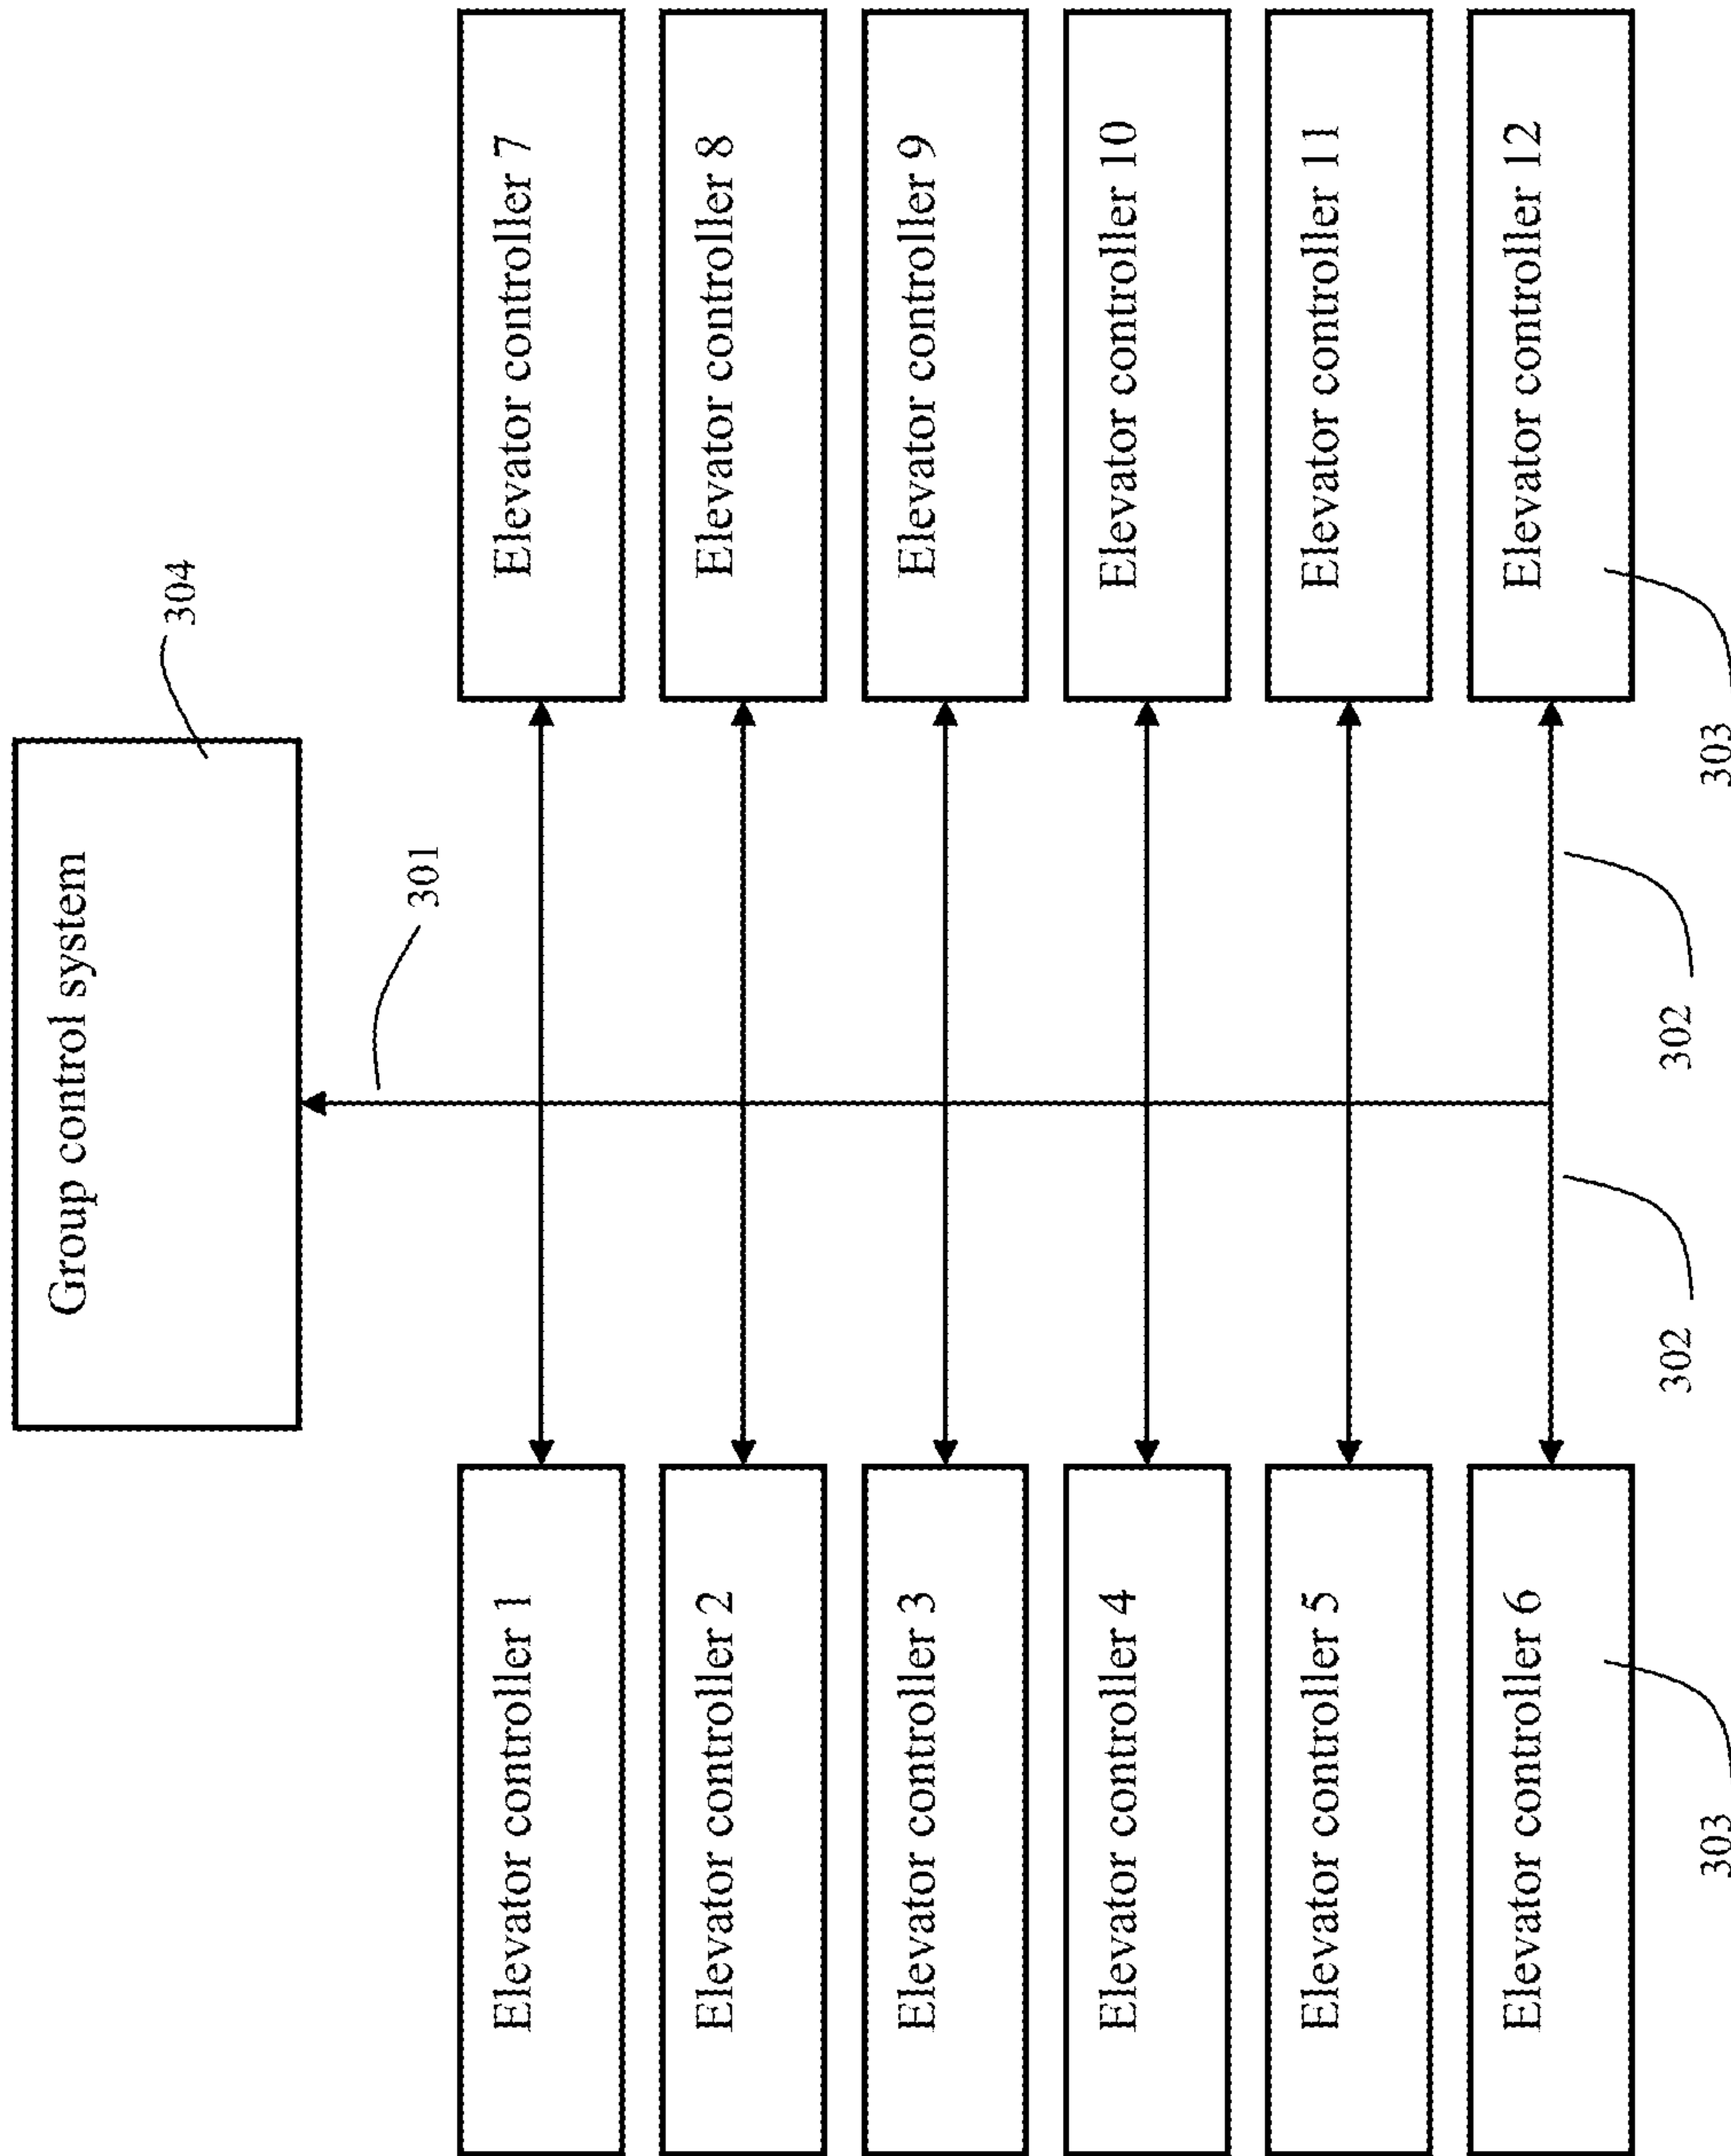 Group control system
304
301
Elevator controller 1
Elevator controller 7
Elevator controller 2
Elevator controller 8
Elevator controller 3
Elevator controller 9
Elevator controller 4
Elevator controller 10
Elevator controller 5
Elevator controller 11
Elevator controller 6
Elevator controller 12
302
302
303
303